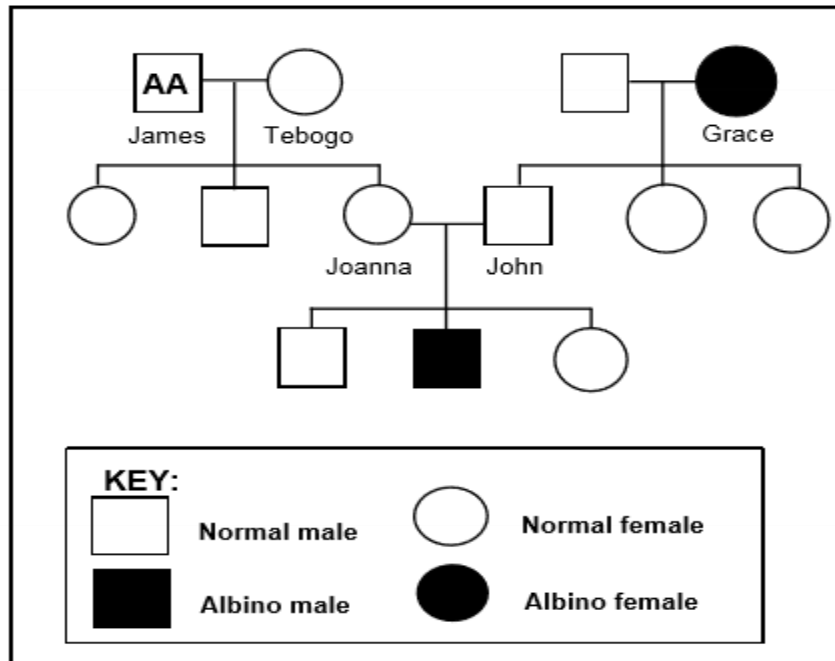 AA
James Tebogo Grace
Joanna John
KEY:
Normal male Normal female
Albino male Albino female